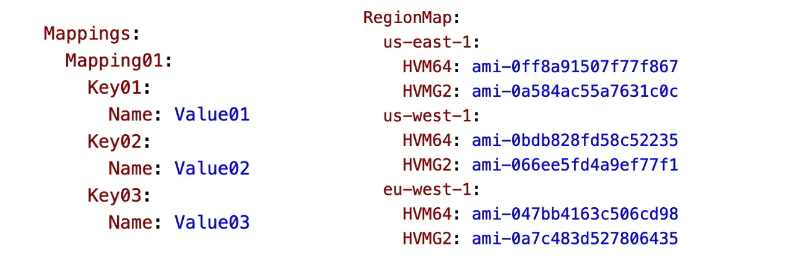 Mappings:
Mapping01:
Key01:
Name: Value01
Key02:
Name: Value02
Key03:
Name: Value03
RegionMap:
us-east-1:
HVM64: ami-0ff8a91507f77f867
HVMG2: ami-0a584ac55a7631c0c
us-west-1:
HVM64: ami-0bdb828fd58c52235
HVMG2: ami-066ee5fd4a9ef77f1
eu-west-1:
HVM64: ami-047bb4163c506cd98
HVMG2: ami-0a7c483d527806435